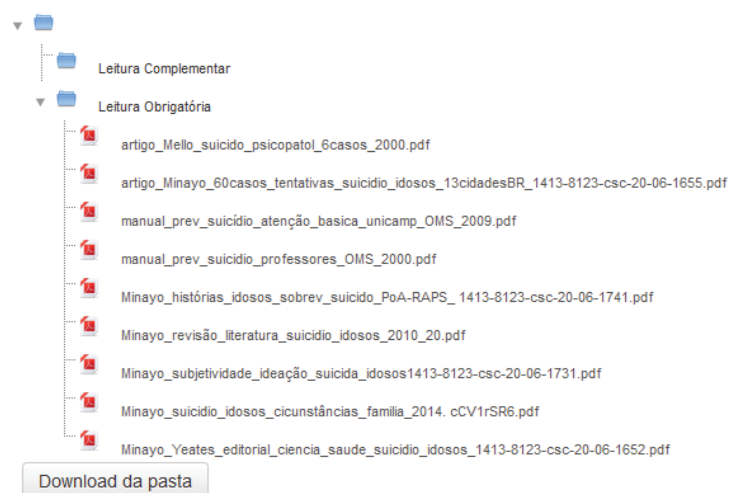 Leitura Complementar
Leitura Obrigatória
artigo_Mello_suicido_psicopatol_6casos_2000.pdf
artigo_Minayo_60casos_tentativas_suicidio_idosos_13cidadesBR_1413-8123-csc-20-06-1655.pdf
manual_prev_suicídio_atenção_basica_unicamp_OMS_2009.pdf
manual_prev_suicidio_professores_OMS_2000.pdf
Minayo_histórias_idosos_sobrev_suicido_PoA-RAPS_ 1413-8123-csc-20-06-1741.pdf
Minayo_revisão_literatura_suicidio_idosos_2010_20.pdf
Minayo_subjetividade_ideação_suicida_idosos1413-8123-csc-20-06-1731.pdf
Minayo_suicidio_idosos_cicunstâncias_familia_2014. cCV1rSR6.pdf
Minayo_Yeates_editorial_ciencia_saude_suicidio_idosos_1413-8123-csc-20-06-1652.pdf
Download da pasta